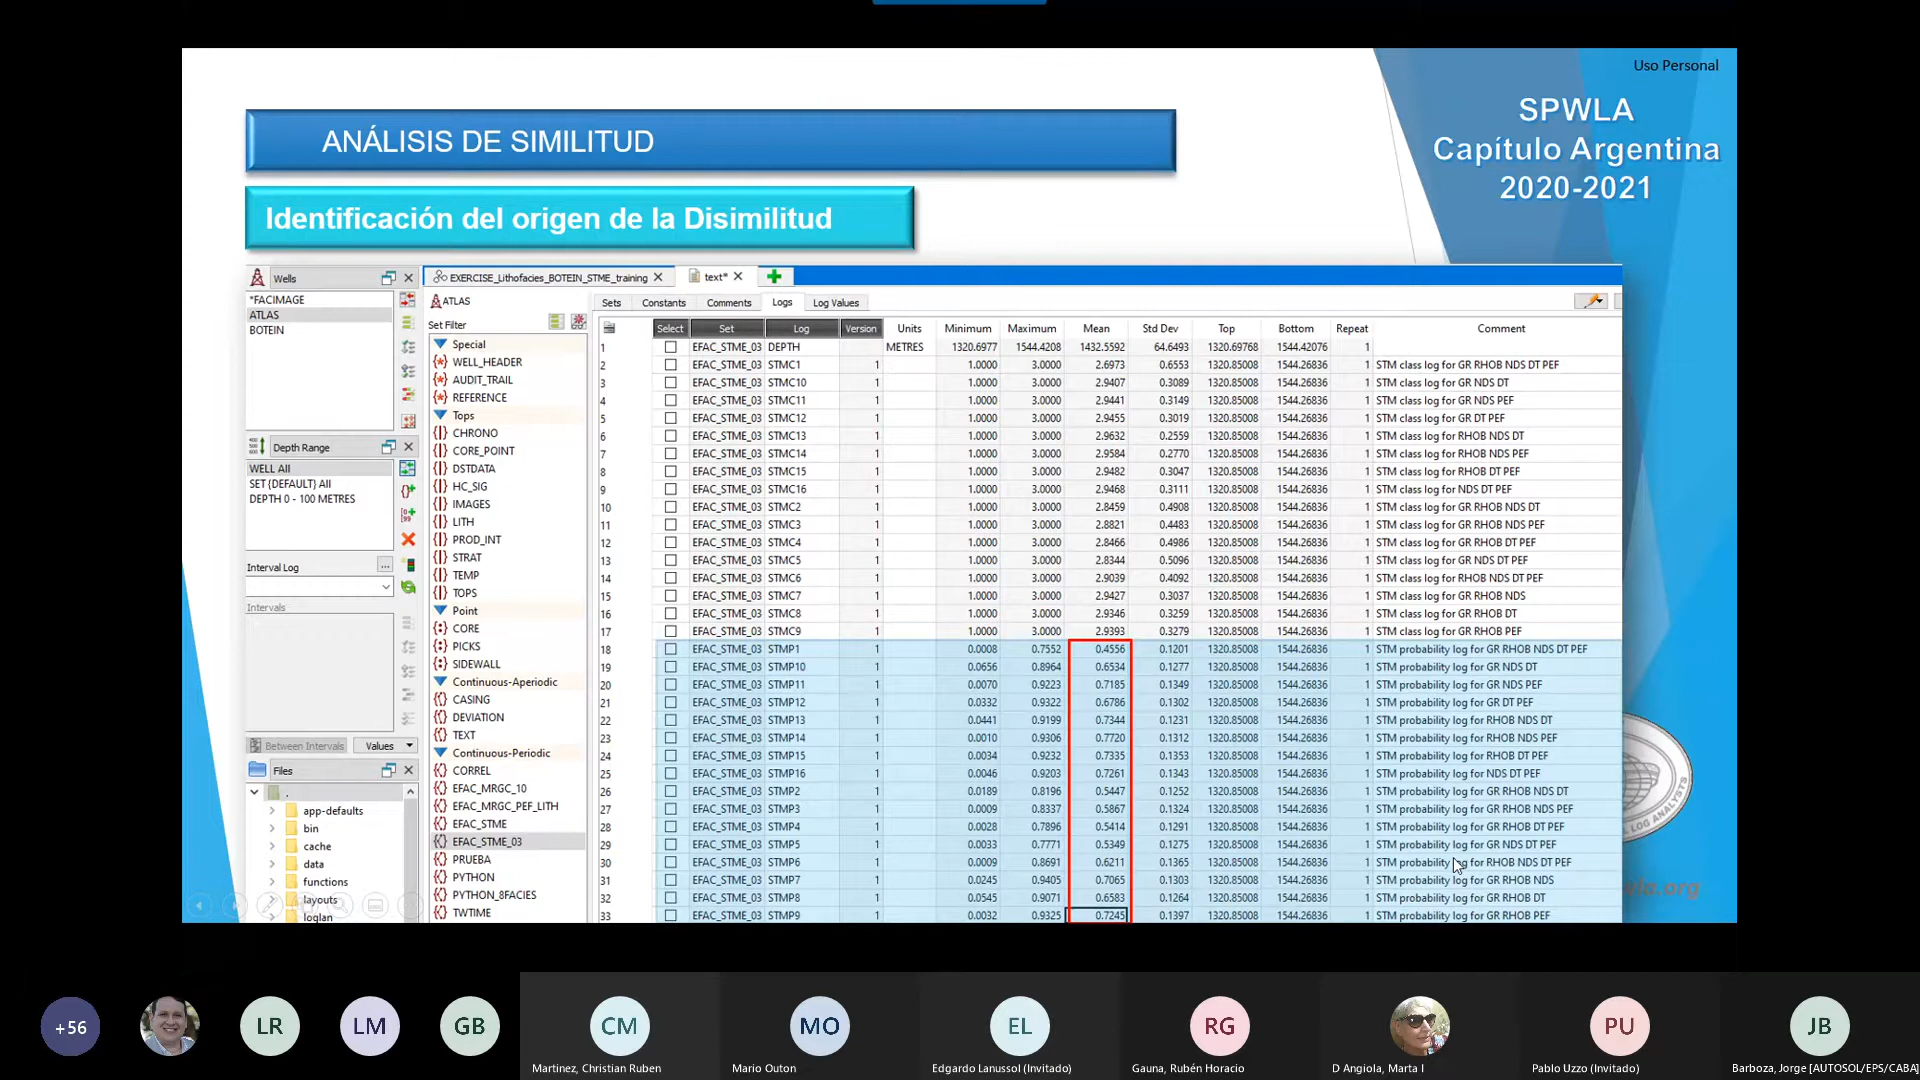 Uso Personal
SPWLA
Capítulo Argentina
2020-2021
ANÁLISIS DE SIMILITUD
Identificación del origen de la Disimilitud
Wells
*FACIMAGE
ATLAS
BOTEIN
Depth Range
WELL All
SET {DEFAULT} All
DEPTH 0 - 100 METRES
Interval Log
...
Intervals
Between Intervals Values
Files
.
app-defaults
bin
cache
data
functions
layouts
loglan
EXERCISE_Lithofacies_BOTEIN_STME_training text*
ATLAS
Set Filter
Special
WELL_HEADER
AUDIT_TRAIL
REFERENCE
Tops
CHRONO
CORE_POINT
DSTDATA
HC_SIG
IMAGES
LITH
PROD_INT
STRAT
TEMP
TOPS
Point
CORE
PICKS
SIDEWALL
Continuous-Aperiodic
CASING
DEVIATION
TEXT
Continuous-Periodic
CORREL
EFAC_MRGC_10
EFAC_MRGC_PEF_LITH
EFAC_STME
EFAC_STME_03
PRUEBA
PYTHON
PYTHON_8FACIES
TWTIME
Sets Constants Comments Logs Log Values
Select Set Log Version Units Minimum Maximum Mean Std Dev Top Bottom Repeat Comment
1 EFAC_STME_03 DEPTH METRES 1320.6977 1544.4208 1432.5592 64.6493 1320.69768 1544.42076 1
2 EFAC_STME_03 STMC1 1 1.0000 3.0000 2.6973 0.6553 1320.85008 1544.26836 1 STM class log for GR RHOB NDS DT PEF
3 EFAC_STME_03 STMC10 1 1.0000 3.0000 2.9407 0.3089 1320.85008 1544.26836 1 STM class log for GR NDS DT
4 EFAC_STME_03 STMC11 1 1.0000 3.0000 2.9441 0.3149 1320.85008 1544.26836 1 STM class log for GR NDS PEF
5 EFAC_STME_03 STMC12 1 1.0000 3.0000 2.9455 0.3019 1320.85008 1544.26836 1 STM class log for GR DT PEF
6 EFAC_STME_03 STMC13 1 1.0000 3.0000 2.9632 0.2559 1320.85008 1544.26836 1 STM class log for RHOB NDS DT
7 EFAC_STME_03 STMC14 1 1.0000 3.0000 2.9584 0.2770 1320.85008 1544.26836 1 STM class log for RHOB NDS PEF
8 EFAC_STME_03 STMC15 1 1.0000 3.0000 2.9482 0.3047 1320.85008 1544.26836 1 STM class log for RHOB DT PEF
9 EFAC_STME_03 STMC16 1 1.0000 3.0000 2.9468 0.3111 1320.85008 1544.26836 1 STM class log for NDS DT PEF
10 EFAC_STME_03 STMC2 1 1.0000 3.0000 2.8459 0.4908 1320.85008 1544.26836 1 STM class log for GR RHOB NDS DT
11 EFAC_STME_03 STMC3 1 1.0000 3.0000 2.8821 0.4483 1320.85008 1544.26836 1 STM class log for GR RHOB NDS PEF
12 EFAC_STME_03 STMC4 1 1.0000 3.0000 2.8466 0.4986 1320.85008 1544.26836 1 STM class log for GR RHOB DT PEF
13 EFAC_STME_03 STMC5 1 1.0000 3.0000 2.8344 0.5096 1320.85008 1544.26836 1 STM class log for GR NDS DT PEF
14 EFAC_STME_03 STMC6 1 1.0000 3.0000 2.9039 0.4092 1320.85008 1544.26836 1 STM class log for RHOB NDS DT PEF
15 EFAC_STME_03 STMC7 1 1.0000 3.0000 2.9427 0.3037 1320.85008 1544.26836 1 STM class log for GR RHOB NDS
16 EFAC_STME_03 STMC8 1 1.0000 3.0000 2.9346 0.3259 1320.85008 1544.26836 1 STM class log for GR RHOB DT
17 EFAC_STME_03 STMC9 1 1.0000 3.0000 2.9393 0.3279 1320.85008 1544.26836 1 STM class log for GR RHOB PEF
18 EFAC_STME_03 STMP1 1 0.0008 0.7552 0.4556 0.1201 1320.85008 1544.26836 1 STM probability log for GR RHOB NDS DT PEF
19 EFAC_STME_03 STMP10 1 0.0656 0.8964 0.6534 0.1277 1320.85008 1544.26836 1 STM probability log for GR NDS DT
20 EFAC_STME_03 STMP11 1 0.0070 0.9223 0.7185 0.1349 1320.85008 1544.26836 1 STM probability log for GR NDS PEF
21 EFAC_STME_03 STMP12 1 0.0332 0.9322 0.6786 0.1302 1320.85008 1544.26836 1 STM probability log for GR DT PEF
22 EFAC_STME_03 STMP13 1 0.0441 0.9199 0.7344 0.1231 1320.85008 1544.26836 1 STM probability log for RHOB NDS DT
23 EFAC_STME_03 STMP14 1 0.0010 0.9306 0.7720 0.1312 1320.85008 1544.26836 1 STM probability log for RHOB NDS PEF
24 EFAC_STME_03 STMP15 1 0.0034 0.9232 0.7335 0.1353 1320.85008 1544.26836 1 STM probability log for RHOB DT PEF
25 EFAC_STME_03 STMP16 1 0.0046 0.9203 0.7261 0.1343 1320.85008 1544.26836 1 STM probability log for NDS DT PEF
26 EFAC_STME_03 STMP2 1 0.0189 0.8196 0.5447 0.1252 1320.85008 1544.26836 1 STM probability log for GR RHOB NDS DT
27 EFAC_STME_03 STMP3 1 0.0009 0.8337 0.5867 0.1324 1320.85008 1544.26836 1 STM probability log for GR RHOB NDS PEF
28 EFAC_STME_03 STMP4 1 0.0028 0.7896 0.5414 0.1291 1320.85008 1544.26836 1 STM probability log for GR RHOB DT PEF
29 EFAC_STME_03 STMP5 1 0.0033 0.7771 0.5349 0.1275 1320.85008 1544.26836 1 STM probability log for GR NDS DT PEF
30 EFAC_STME_03 STMP6 1 0.0009 0.8691 0.6211 0.1365 1320.85008 1544.26836 1 STM probability log for RHOB NDS DT PEF
31 EFAC_STME_03 STMP7 1 0.0245 0.9405 0.7065 0.1303 1320.85008 1544.26836 1 STM probability log for GR RHOB NDS
32 EFAC_STME_03 STMP8 1 0.0545 0.9071 0.6583 0.1264 1320.85008 1544.26836 1 STM probability log for GR RHOB DT
33 EFAC_STME_03 STMP9 1 0.0032 0.9325 0.7245 0.1397 1320.85008 1544.26836 1 STM probability log for GR RHOB PEF
LOG ANALYSTS
+56
LR
LM
GB
CM
MO
EL
RG
PU
JB
Martinez, Christian Ruben
Mario Outon
Edgardo Lanussol (Invitado)
Gauna, Rubén Horacio
D Angiola, Marta I
Pablo Uzzo (Invitado)
Barboza, Jorge [AUTOSOL/EPS/CABA]